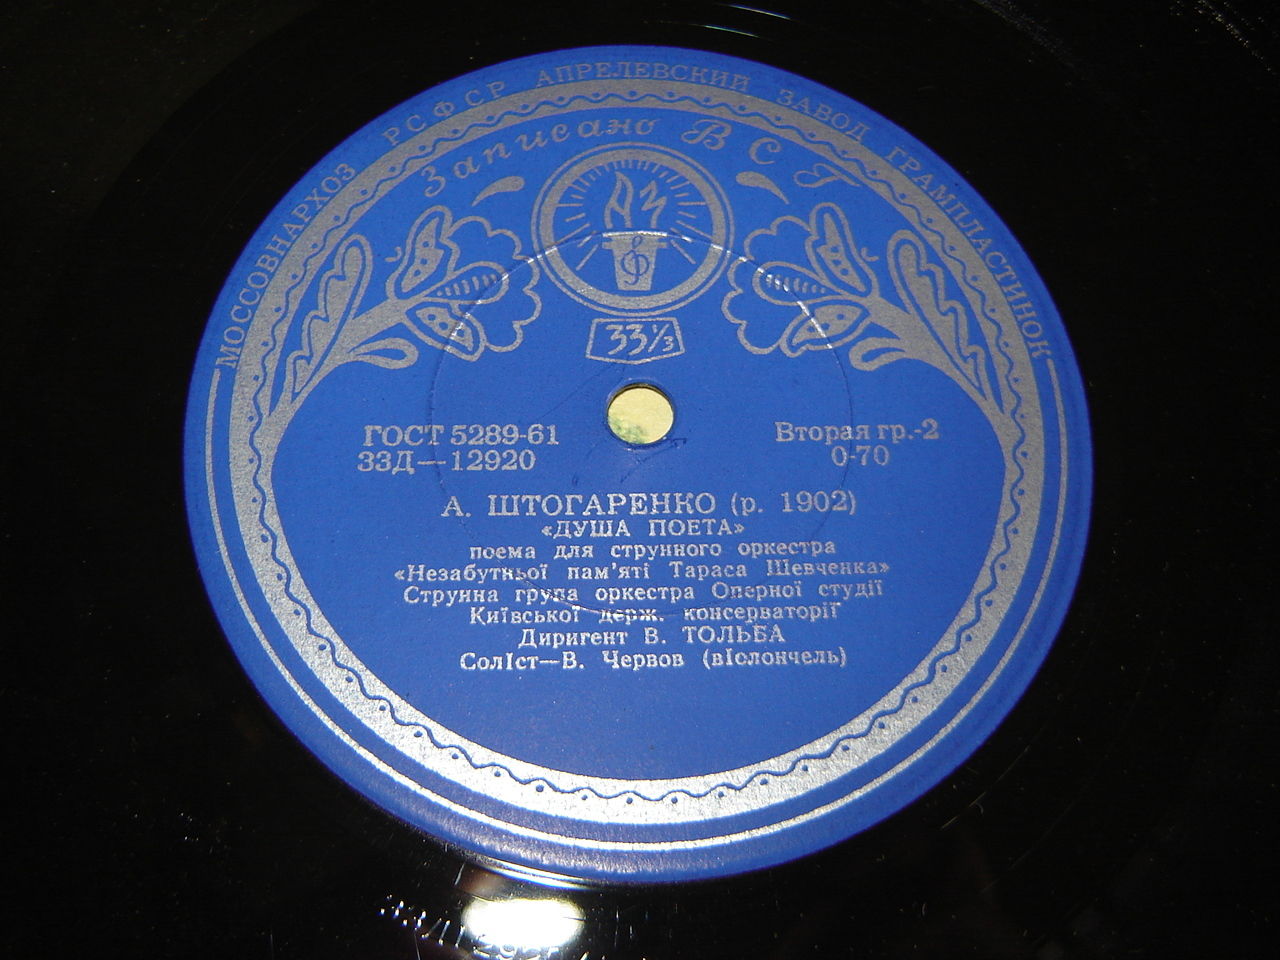 МОССОВНАРХОЗ РСФСР АПРЕЛЕВСКИЙ ЗАВОД ГРАМПЛАСТИНОК
Записано ВСГ
33⅓
ГОСТ 5289-61
33Д—12920
Вторая гр.-2
0-70
А. ШТОГАРЕНКО (р. 1902)
«ДУША ПОЕТА»
поема для струнного оркестра
«Незабутньої пам'яті Тараса Шевченка»
Струнна група оркестра Оперної студії
Київської держ. консерваторії
Диригент В. ТОЛЬБА
СолІст—В. Червов (вІолончель)